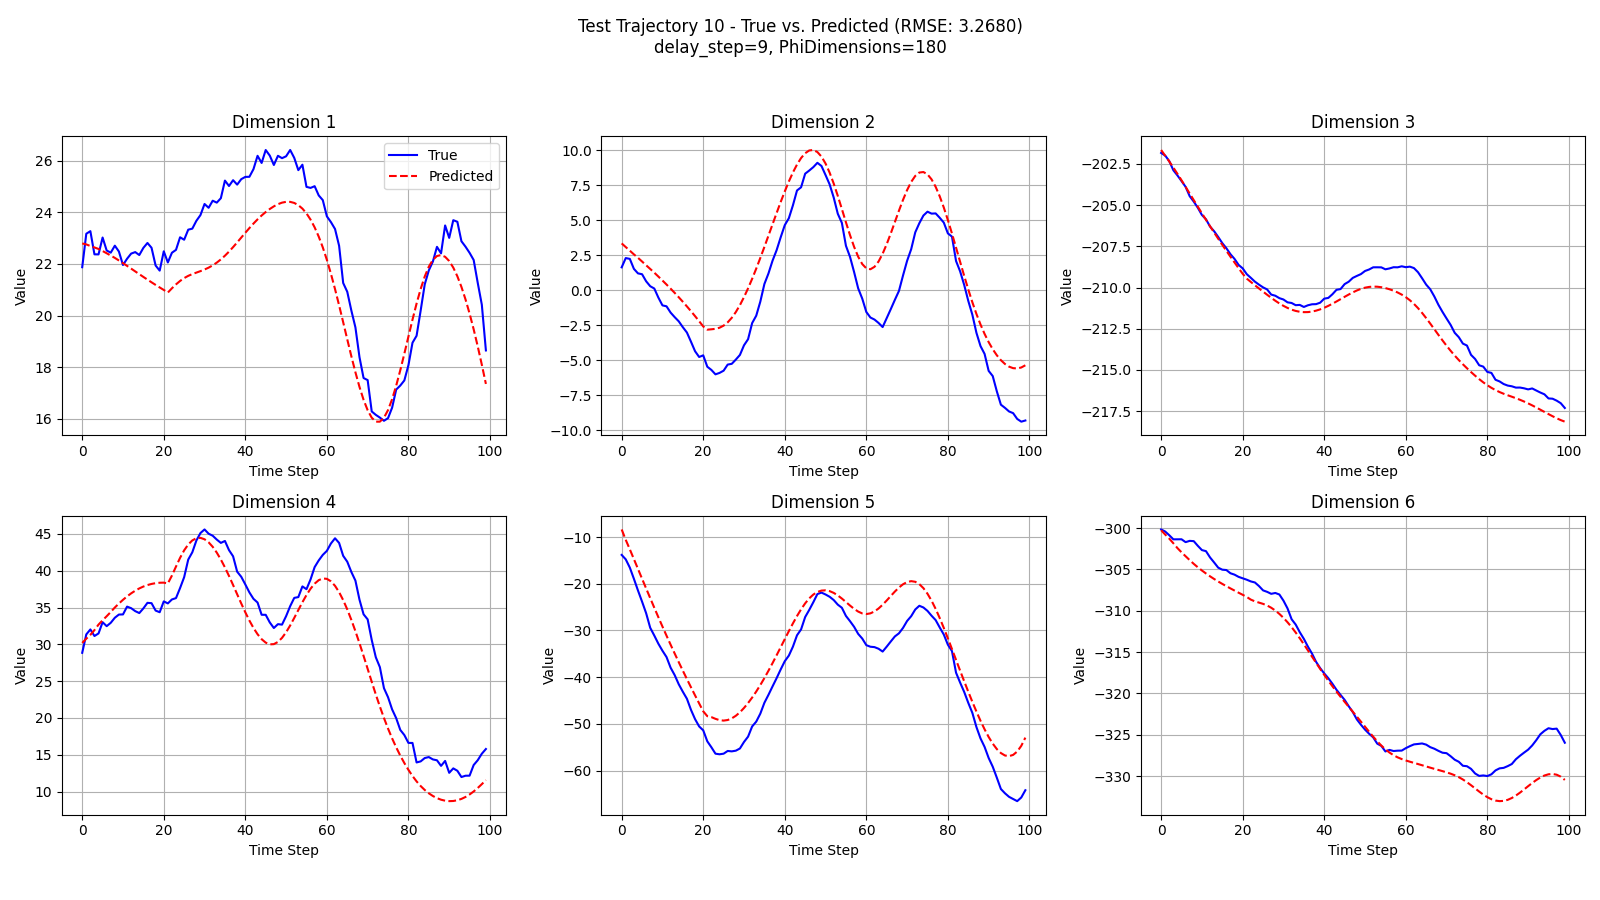 Test Trajectory 10 - True vs. Predicted (RMSE: 3.2680)
delay_step=9, PhiDimensions=180
Dimension 1
Value
26
24
22
20
18
16
True
Predicted
0 20 40 60 80 100
Time Step
Dimension 2
Value
10.0
7.5
5.0
2.5
0.0
−2.5
−5.0
−7.5
−10.0
0 20 40 60 80 100
Time Step
Dimension 3
Value
−202.5
−205.0
−207.5
−210.0
−212.5
−215.0
−217.5
0 20 40 60 80 100
Time Step
Dimension 4
Value
45
40
35
30
25
20
15
10
0 20 40 60 80 100
Time Step
Dimension 5
Value
−10
−20
−30
−40
−50
−60
0 20 40 60 80 100
Time Step
Dimension 6
Value
−300
−305
−310
−315
−320
−325
−330
0 20 40 60 80 100
Time Step